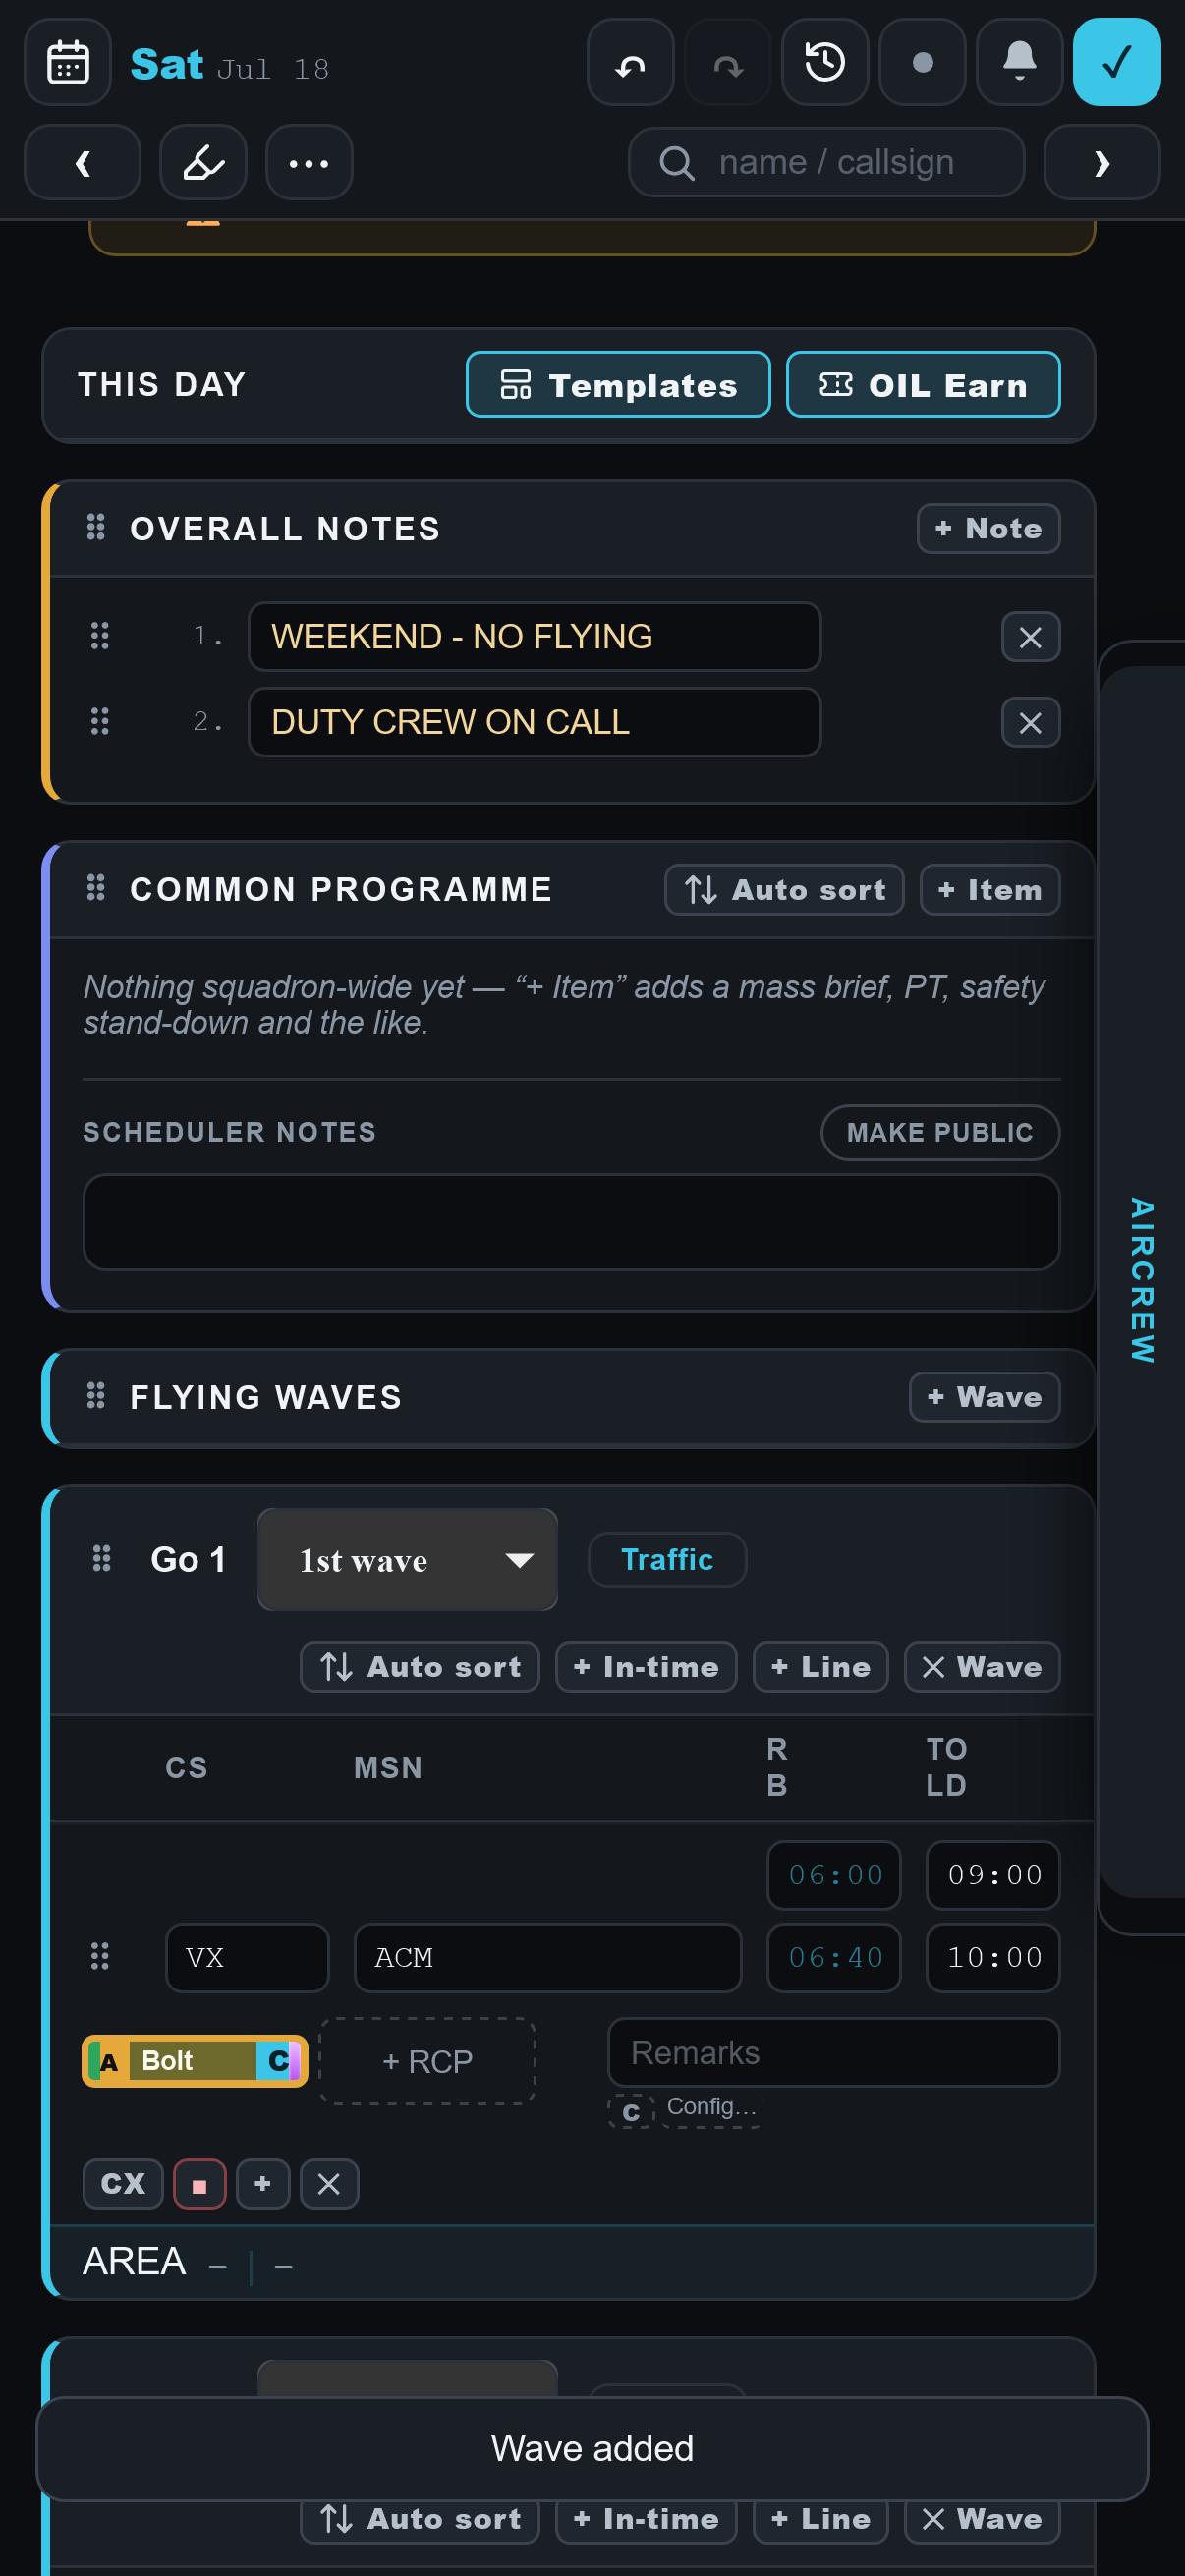 Sat Jul 18
name / callsign
THIS DAY
Templates
OIL Earn
OVERALL NOTES
+ Note
1. WEEKEND - NO FLYING
2. DUTY CREW ON CALL
COMMON PROGRAMME
Auto sort
+ Item
Nothing squadron-wide yet — “+ Item” adds a mass brief, PT, safety
stand-down and the like.
SCHEDULER NOTES
MAKE PUBLIC
AIRCREW
FLYING WAVES
+ Wave
Go 1
1st wave
Traffic
Auto sort
+ In-time
+ Line
Wave
CS
MSN
R
B
TO
LD
06:00
09:00
VX
ACM
06:40
10:00
A Bolt C
+ RCP
Remarks
C Config...
CX
+
AREA – | –
Wave added
Auto sort
+ In-time
+ Line
Wave